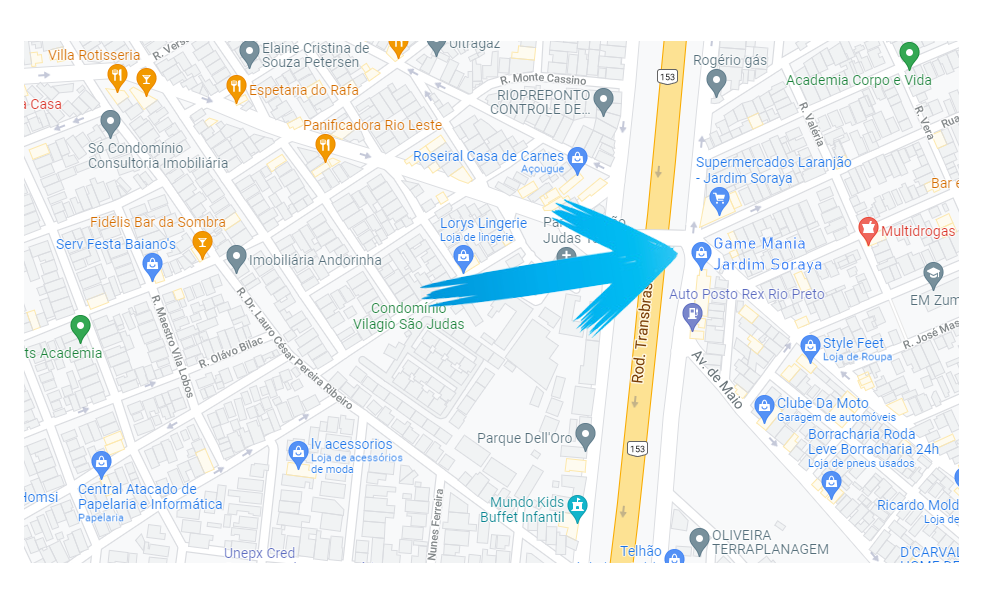 Elaine Cristina de
Souza Petersen
Ultragaz
Villa Rotisseria
R. Versa
Rogério gás
153
R. Monte Cassino
Academia Corpo e Vida
Espetaria do Rafa
RIOPREPONTO
CONTROLE DE...
a Casa
R. Valéria
R. Vera
Rua
Panificadora Rio Leste
Só Condomínio
Consultoria Imobiliária
Roseiral Casa de Carnes
Açougue
Supermercados Laranjão
- Jardim Soraya
Bar e
Fidélis Bar da Sombra
Lorys Lingerie
Loja de lingerie
Judas
Multidrogas
Serv Festa Baiano's
Game Mania
Jardim Soraya
Imobiliária Andorinha
EM Zum
Auto Posto Rex Rio Preto
Condomínio
Vilagio São Judas
R. Maestro Vila Lobos
R. Dr. Lauro César Pereira Ribeiro
Rod. Transbras
R. Olávo Bilac
ts Academia
Style Feet
Loja de Roupa
R. José Mas
Av. de Maio
Clube Da Moto
Garagem de automóveis
Parque Dell'Oro
153
Borracharia Roda
Leve Borracharia 24h
Loja de pneus usados
Iv acessorios
Loja de acessórios
de moda
Homsi
Central Atacado de
Papelaria e Informática
Papelaria
Nunes Ferreira
Mundo Kids
Buffet Infantil
Ricardo Mold
Loja de
OLIVEIRA
TERRAPLANAGEM
Unepx Cred
Telhão
D'CARVAL